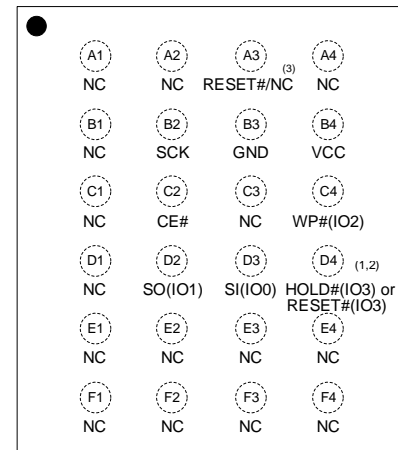 A1 A2 A3 A4
(3)
NC NC RESET#/NC NC
B1 B2 B3 B4
NC SCK GND VCC
C1 C2 C3 C4
NC CE# NC WP#(IO2)
D1 D2 D3 D4 (1,2)
NC SO(IO1) SI(IO0) HOLD#(IO3) or
RESET#(IO3)
E1 E2 E3 E4
NC NC NC NC
F1 F2 F3 F4
NC NC NC NC